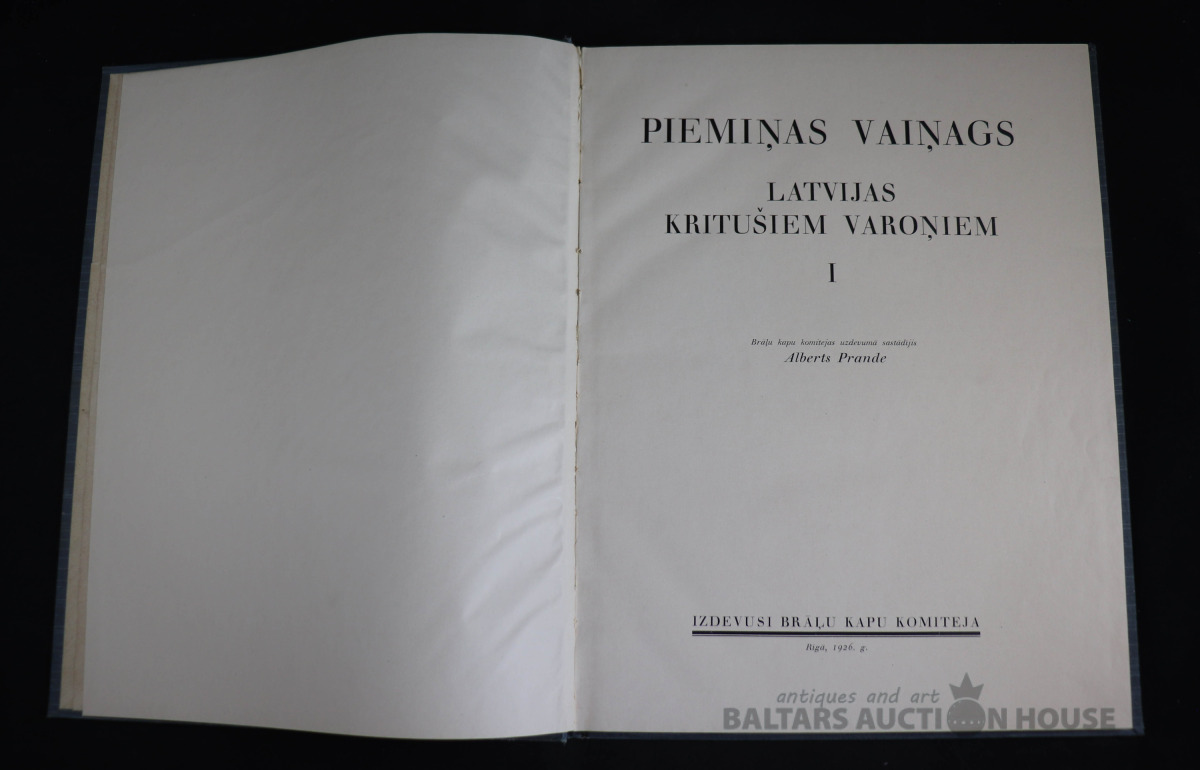 PIEMIŅAS VAIŅAGS
LATVIJAS
KRITUŠIEM VAROŅIEM
I
Brāļu kapu komitejas uzdevumā sastādījis
Alberts Prande
IZDEVUSI BRĀĻU KAPU KOMITEJA
Rīgā, 1926. g.
antiques and art
BALTARS AUCTION HOUSE